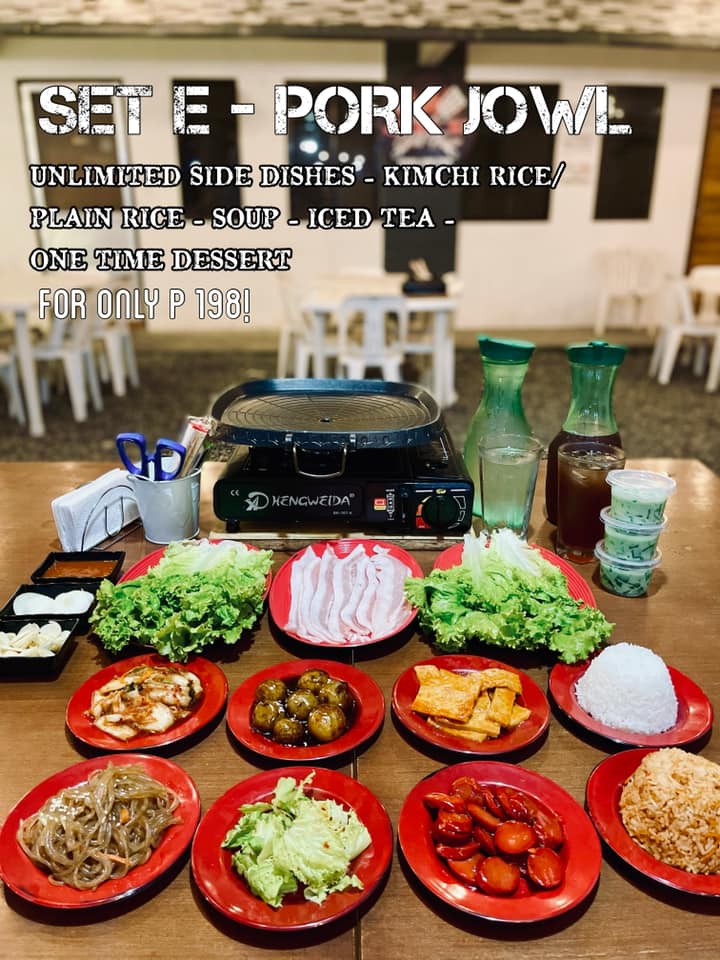 SET E - PORK JOWL
UNLIMITED SIDE DISHES - KIMCHI RICE/
PLAIN RICE - SOUP - ICED TEA -
ONE TIME DESSERT
FOR ONLY P 198!
HENGWEIDA®